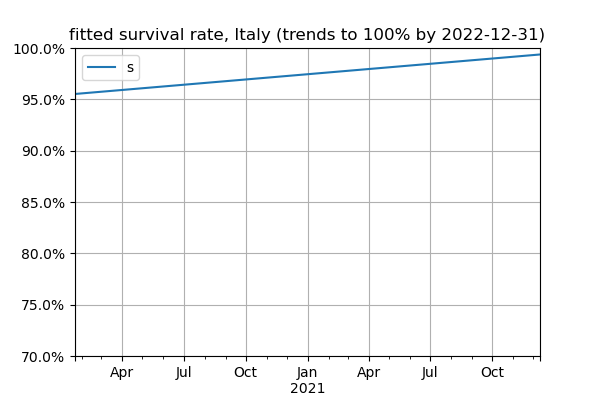 fitted survival rate, Italy (trends to 100% by 2022-12-31)
100.0%
s
95.0%
90.0%
85.0%
80.0%
75.0%
70.0%
Apr Jul Oct Jan Apr Jul Oct
2021